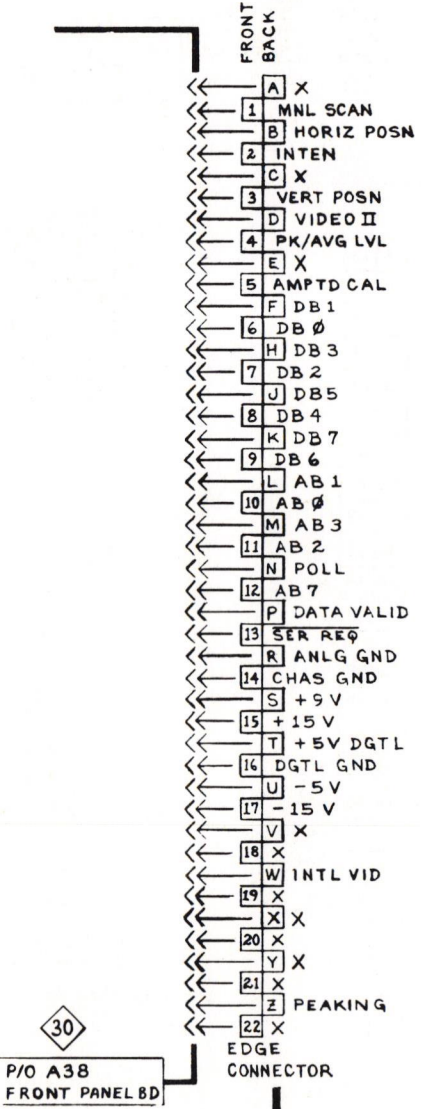 FRONT
BACK
A X
1 MNL SCAN
B HORIZ POSN
2 INTEN
C X
3 VERT POSN
D VIDEO II
4 PK/AVG LVL
E X
5 AMPTD CAL
F DB 1
6 DB Ø
H DB 3
7 DB 2
J DB5
8 DB 4
K DB 7
9 DB 6
L AB 1
10 AB Ø
M AB 3
11 AB 2
N POLL
12 AB 7
P DATA VALID
13 SER REQ
R ANLG GND
14 CHAS GND
S +9 V
15 +15 V
T +5V DGTL
16 DGTL GND
U -5V
17 -15 V
V X
18 X
W INTL VID
19 X
X X
20 X
Y X
21 X
Z PEAKING
22 X
EDGE
CONNECTOR
30
P/O A38
FRONT PANEL BD